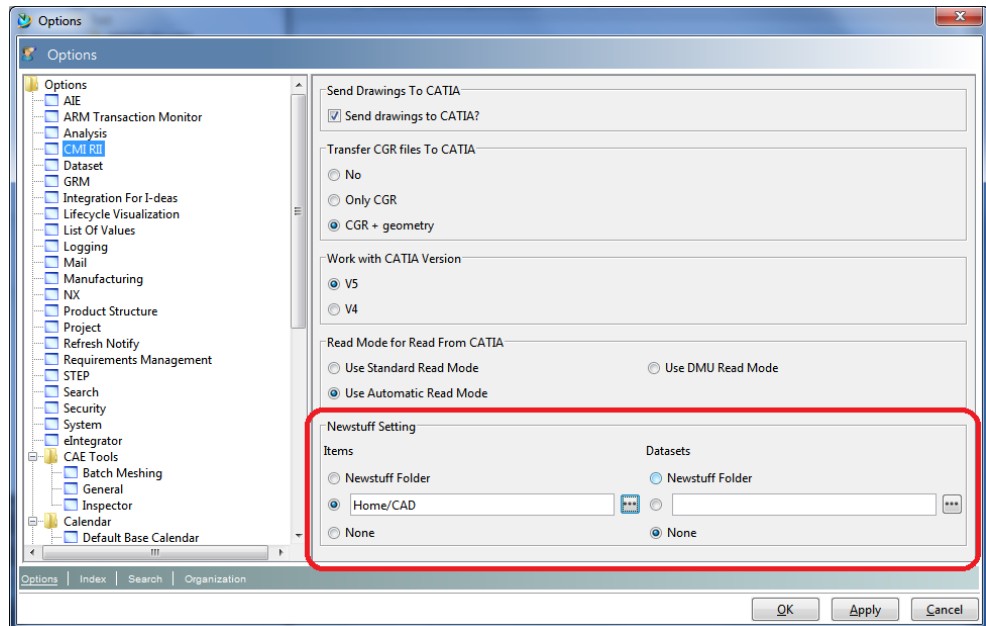 Options
Options
Options
AIE
ARM Transaction Monitor
Analysis
CMI RII
Dataset
GRM
Integration For I-deas
Lifecycle Visualization
List Of Values
Logging
Mail
Manufacturing
NX
Product Structure
Project
Refresh Notify
Requirements Management
STEP
Search
Security
System
eIntegrator
CAE Tools
Batch Meshing
General
Inspector
Calendar
Default Base Calendar
Send Drawings To CATIA
Send drawings to CATIA?
Transfer CGR files To CATIA
No
Only CGR
CGR + geometry
Work with CATIA Version
V5
V4
Read Mode for Read From CATIA
Use Standard Read Mode Use DMU Read Mode
Use Automatic Read Mode
Newstuff Setting
Items Datasets
Newstuff Folder Newstuff Folder
Home/CAD ... ...
None None
Options | Index | Search | Organization
OK Apply Cancel